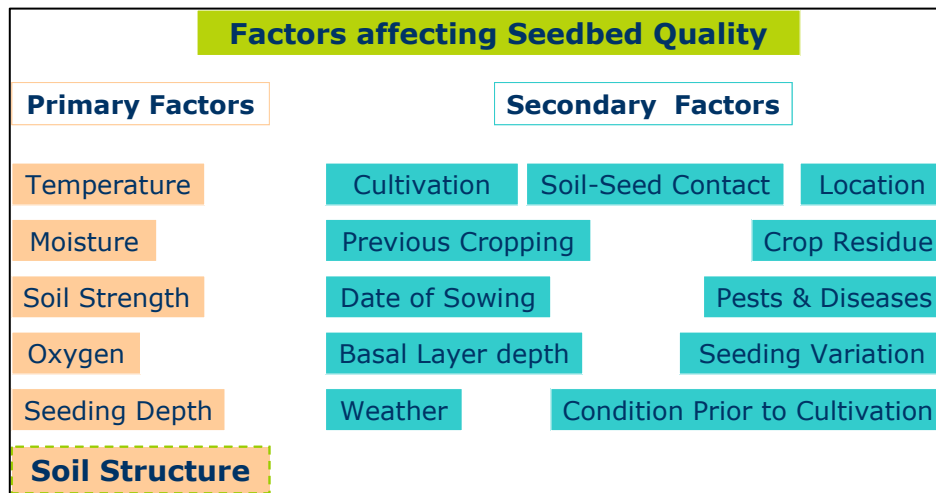 Factors affecting Seedbed Quality
Primary Factors
Secondary Factors
Temperature
Cultivation
Soil-Seed Contact
Location
Moisture
Previous Cropping
Crop Residue
Soil Strength
Date of Sowing
Pests & Diseases
Oxygen
Basal Layer depth
Seeding Variation
Seeding Depth
Weather
Condition Prior to Cultivation
Soil Structure